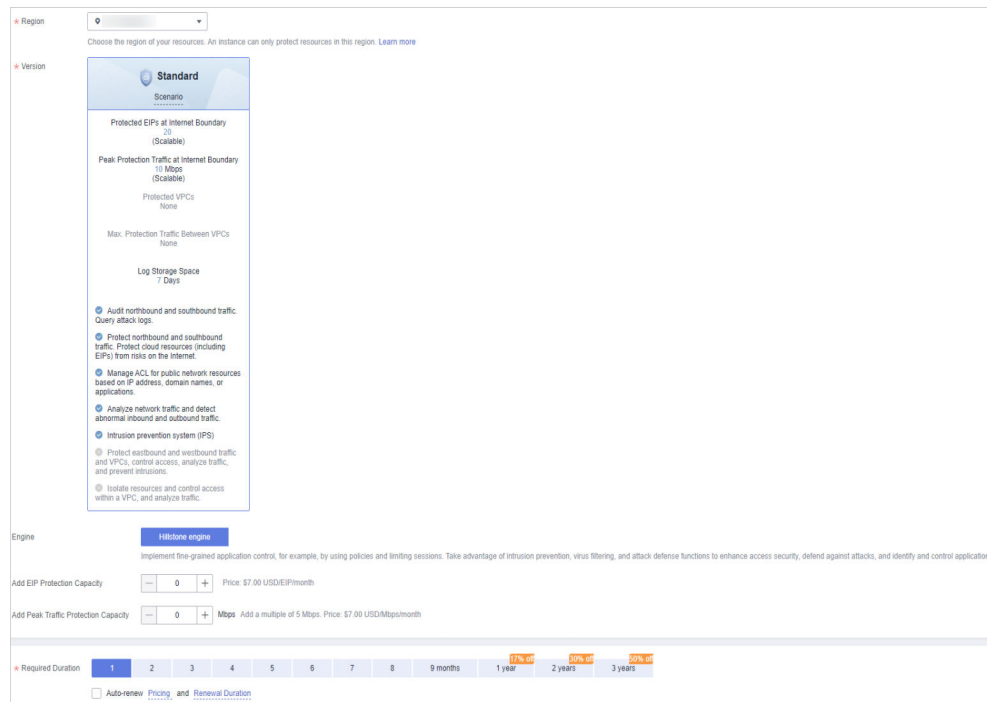 * Region
Choose the region of your resources. An instance can only protect resources in this region. Learn more
* Version
Standard
Scenario
Protected EIPs at Internet Boundary
20
(Scalable)
Peak Protection Traffic at Internet Boundary
10 Mbps
(Scalable)
Protected VPCs
None
Max. Protection Traffic Between VPCs
None
Log Storage Space
7 Days
Audit northbound and southbound traffic.
Query attack logs.
Protect northbound and southbound
traffic. Protect cloud resources (including
EIPs) from risks on the Internet.
Manage ACL for public network resources
based on IP address, domain names, or
applications.
Analyze network traffic and detect
abnormal inbound and outbound traffic.
Intrusion prevention system (IPS)
Protect eastbound and westbound traffic
and VPCs, control access, analyze traffic,
and prevent intrusions.
Isolate resources and control access
within a VPC, and analyze traffic.
Engine
Hillstone engine
Implement fine-grained application control, for example, by using policies and limiting sessions. Take advantage of intrusion prevention, virus filtering, and attack defense functions to enhance access security, defend against attacks, and identify and control application
Add EIP Protection Capacity
0
Price: $7.00 USD/EIP/month
Add Peak Traffic Protection Capacity
0
Mbps Add a multiple of 5 Mbps. Price: $7.00 USD/Mbps/month
17% off 30% off 50% off
* Required Duration 1 2 3 4 5 6 7 8 9 months 1 year 2 years 3 years
Auto-renew Pricing and Renewal Duration